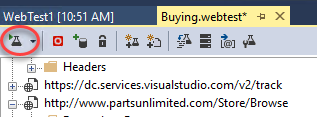 WebTest1 [10:51 AM] Buying.webtest*
Headers
https://dc.services.visualstudio.com/v2/track
http://www.partsunlimited.com/Store/Browse